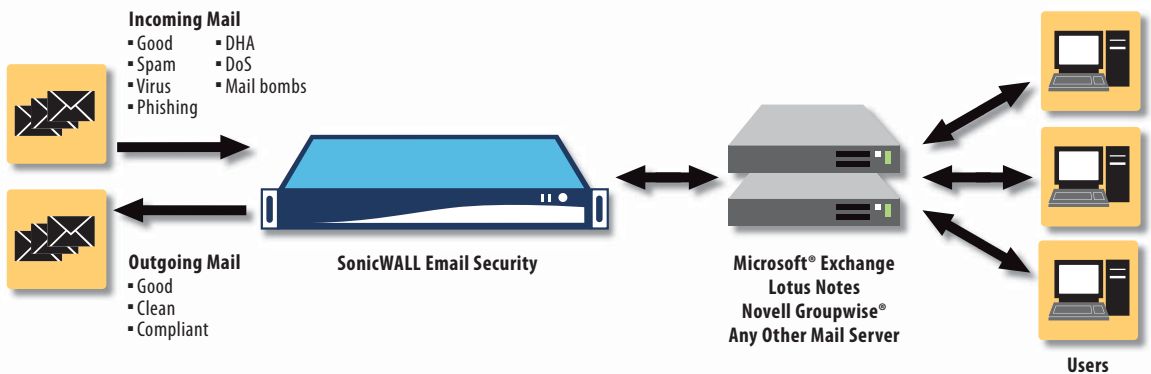 Incoming Mail
▪ Good
▪ Spam
▪ Virus
▪ Phishing
▪ DHA
▪ DoS
▪ Mail bombs
Outgoing Mail
▪ Good
▪ Clean
▪ Compliant
SonicWALL Email Security
Microsoft® Exchange
Lotus Notes
Novell Groupwise®
Any Other Mail Server
Users